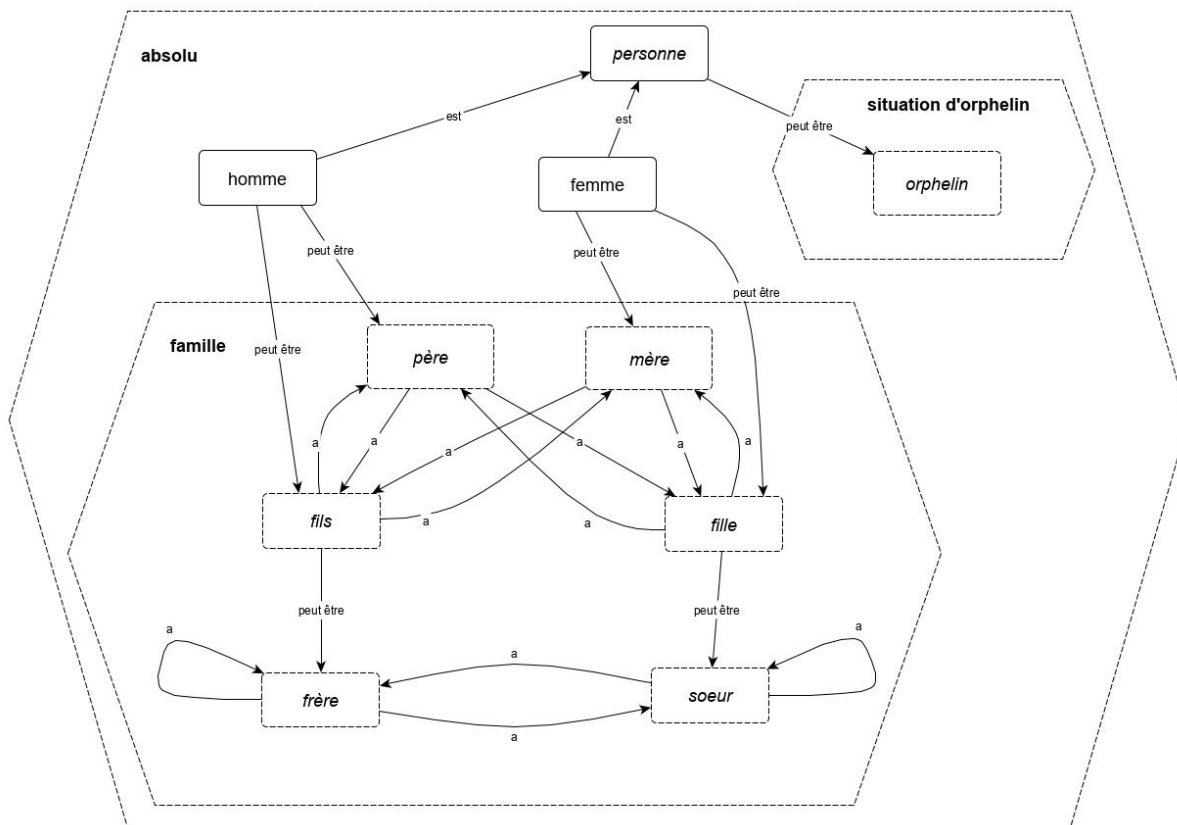 absolu
personne
situation d'orphelin
est
est
peut être
homme
femme
orphelin
peut être
peut être
peut être
famille
peut être
père
mère
a
a
a
a
a
a
a
a
fils
fille
peut être
peut être
a
a
a
frère
soeur
a